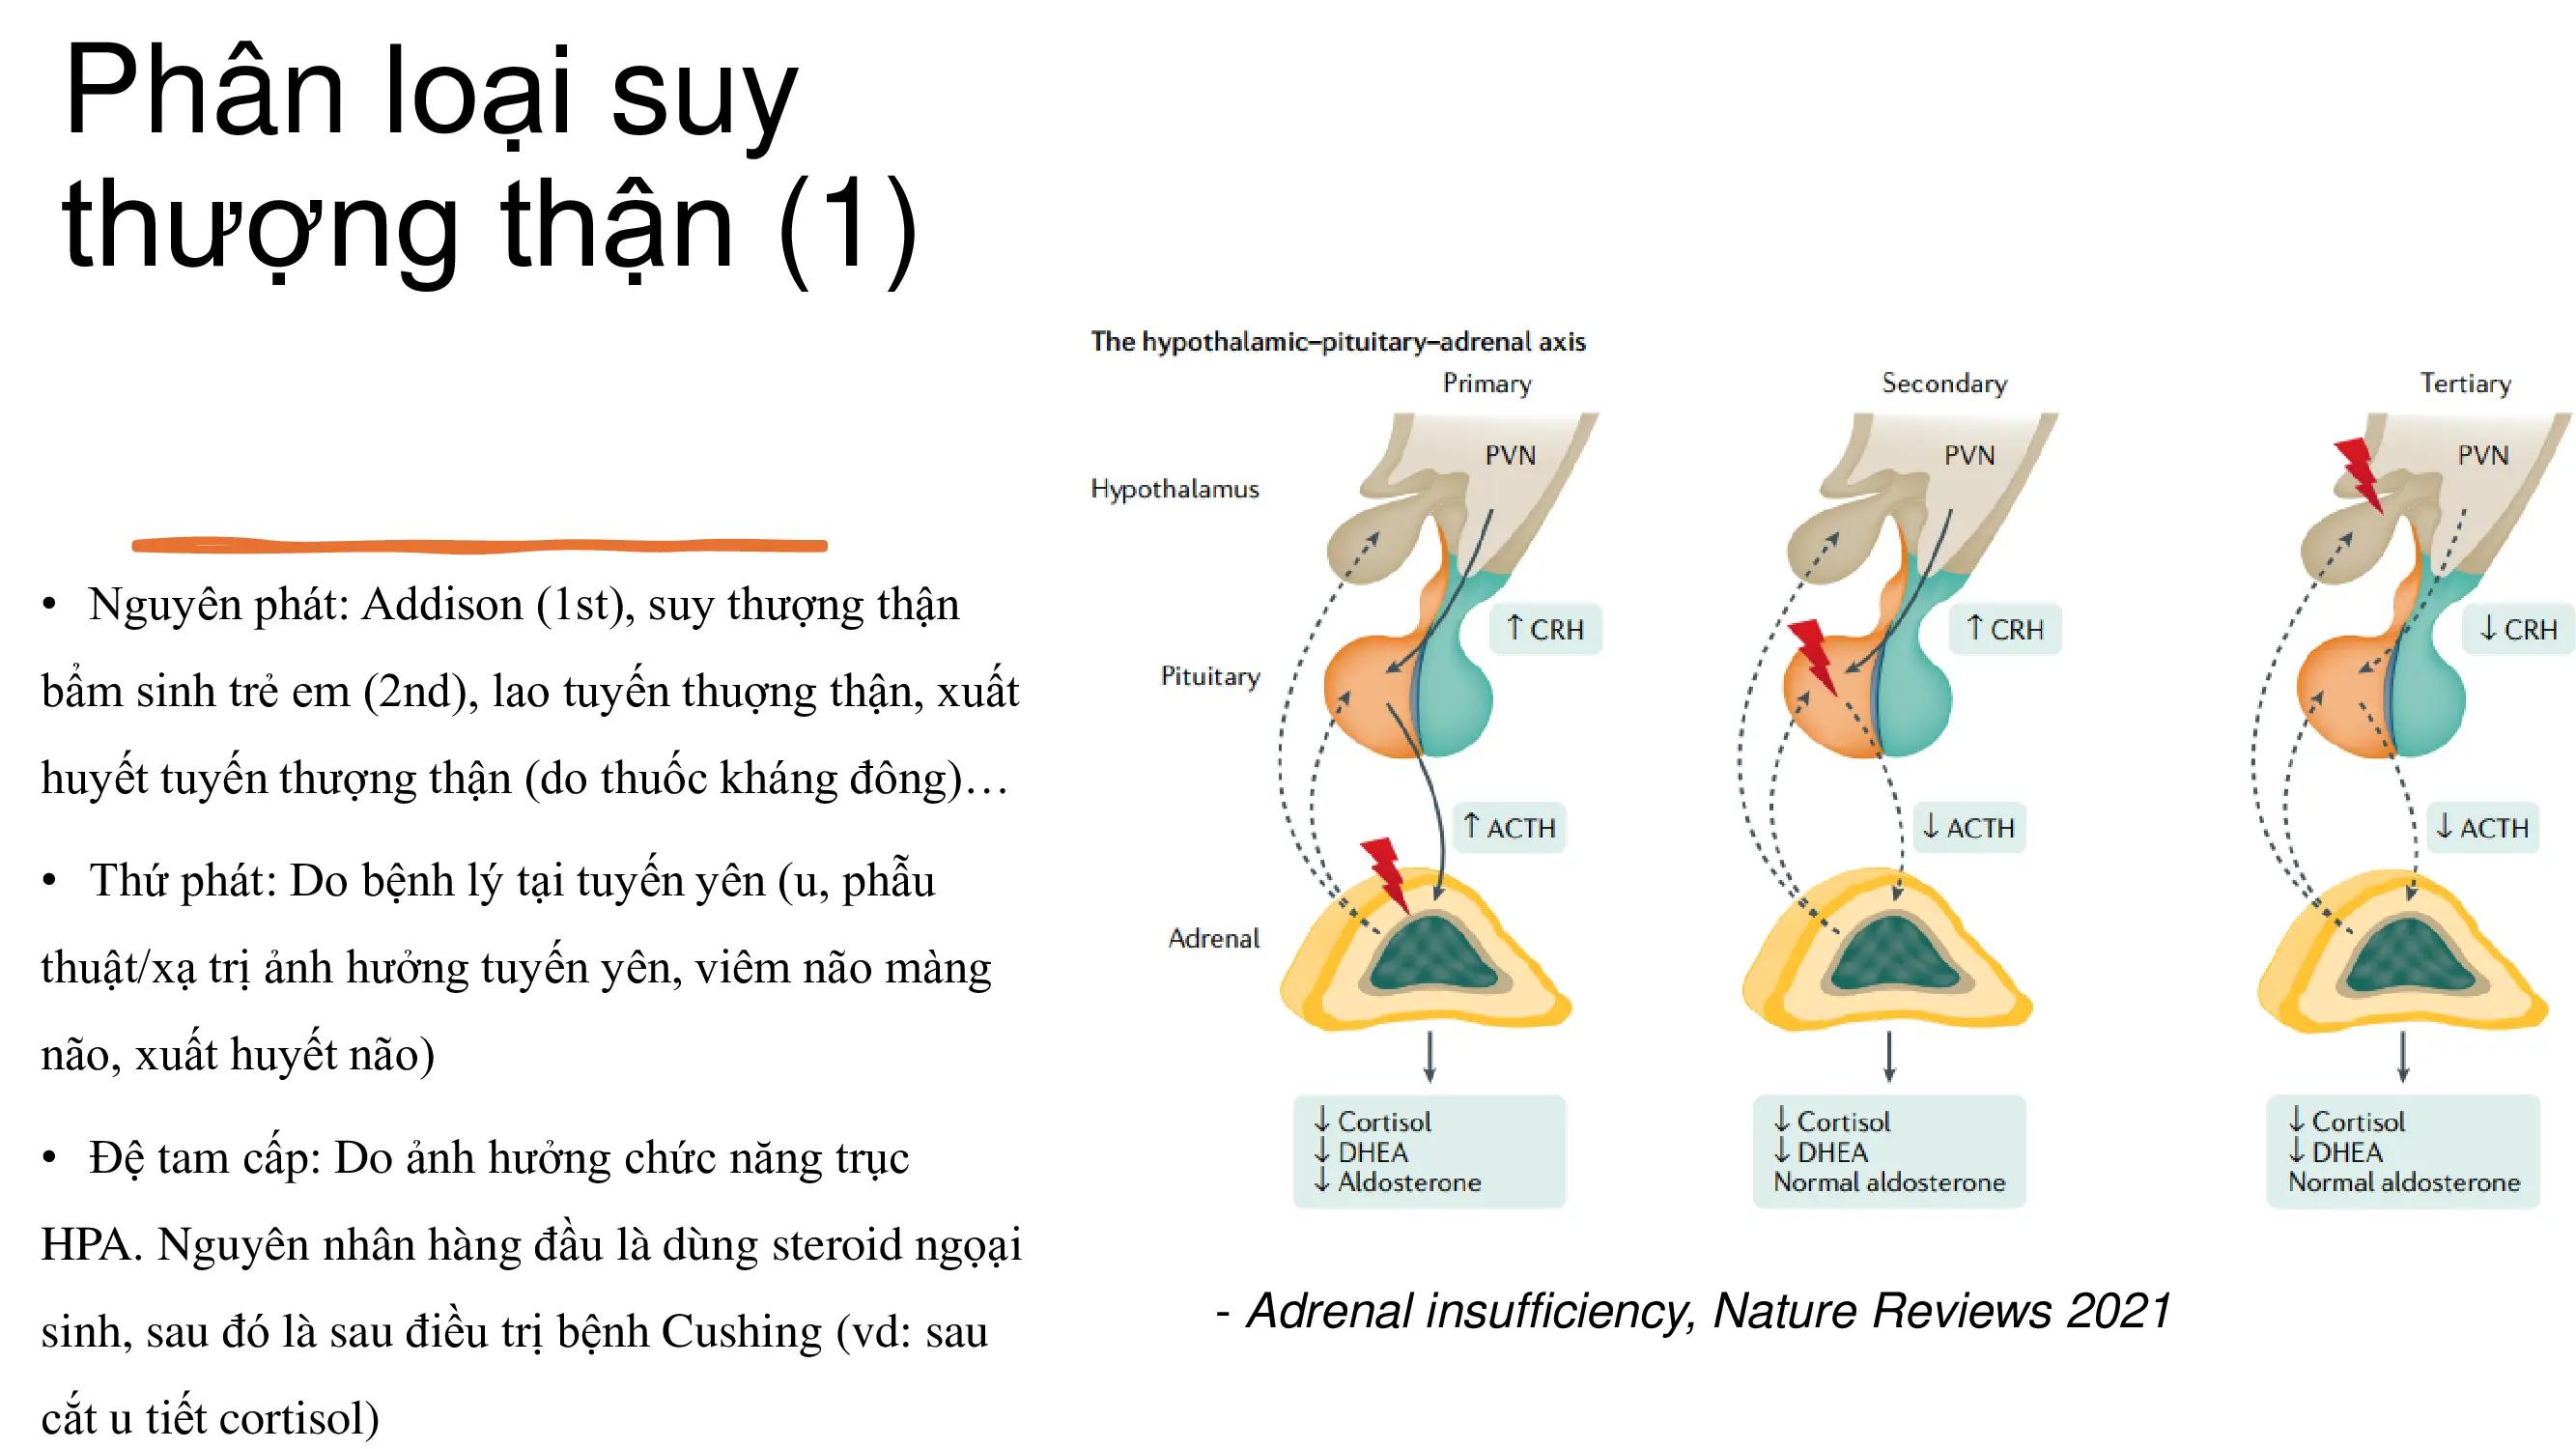 Phân loại suy
thượng thận (1)
• Nguyên phát: Addison (1st), suy thượng thận
bẩm sinh trẻ em (2nd), lao tuyến thuợng thận, xuất
huyết tuyến thượng thận (do thuốc kháng đông)…
• Thứ phát: Do bệnh lý tại tuyến yên (u, phẫu
thuật/xạ trị ảnh hưởng tuyến yên, viêm não màng
não, xuất huyết não)
• Đệ tam cấp: Do ảnh hưởng chức năng trục
HPA. Nguyên nhân hàng đầu là dùng steroid ngoại
sinh, sau đó là sau điều trị bệnh Cushing (vd: sau
cắt u tiết cortisol)
The hypothalamic–pituitary–adrenal axis
Primary
Secondary
Tertiary
Hypothalamus
Pituitary
Adrenal
PVN
↑ CRH
↑ ACTH
↓ Cortisol
↓ DHEA
↓ Aldosterone
PVN
↑ CRH
↓ ACTH
↓ Cortisol
↓ DHEA
Normal aldosterone
PVN
↓ CRH
↓ ACTH
↓ Cortisol
↓ DHEA
Normal aldosterone
- Adrenal insufficiency, Nature Reviews 2021